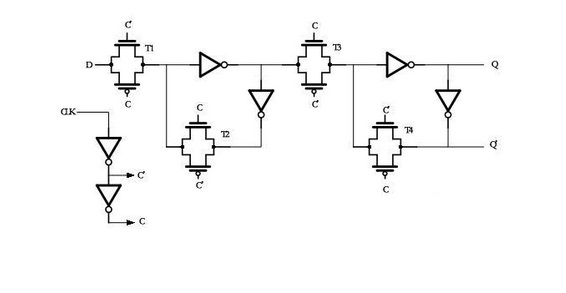 C' C
T1 T3
D Q
C C'
CLK C C'
T2 T4
C' Q'
C' C
C